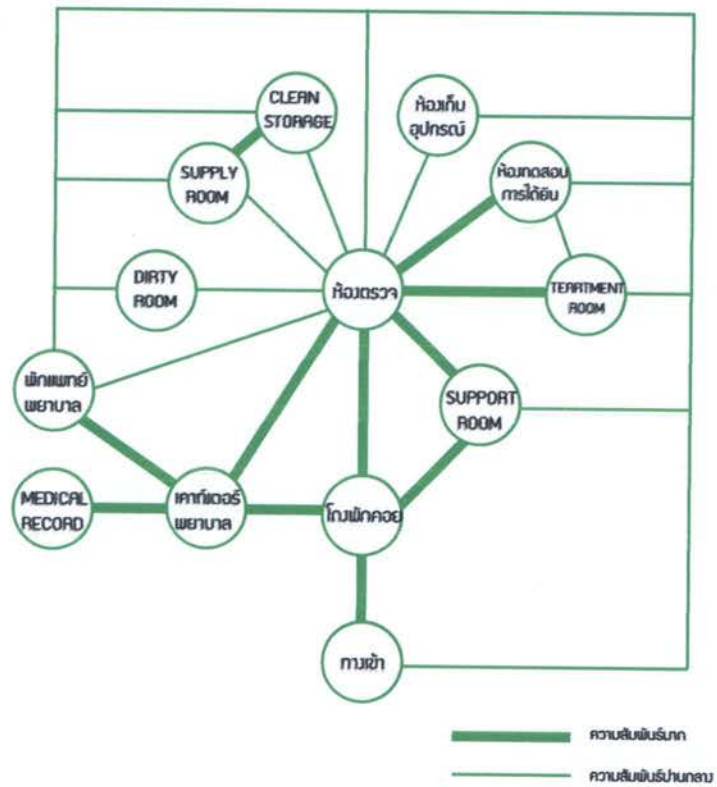 CLEAN
STORAGE
ห้องเก็บ
อุปกรณ์
SUPPLY
ROOM
ห้องทดสอบ
การได้ยิน
DIRTY
ROOM
ห้องตรวจ
TEARTMENT
ROOM
พักแพทย์
พยาบาล
SUPPORT
ROOM
MEDICAL
RECORD
เคาท์เตอร์
พยาบาล
โถงพักคอย
ทางเข้า
ความสัมพันธ์มาก
ความสัมพันธ์ปานกลาง